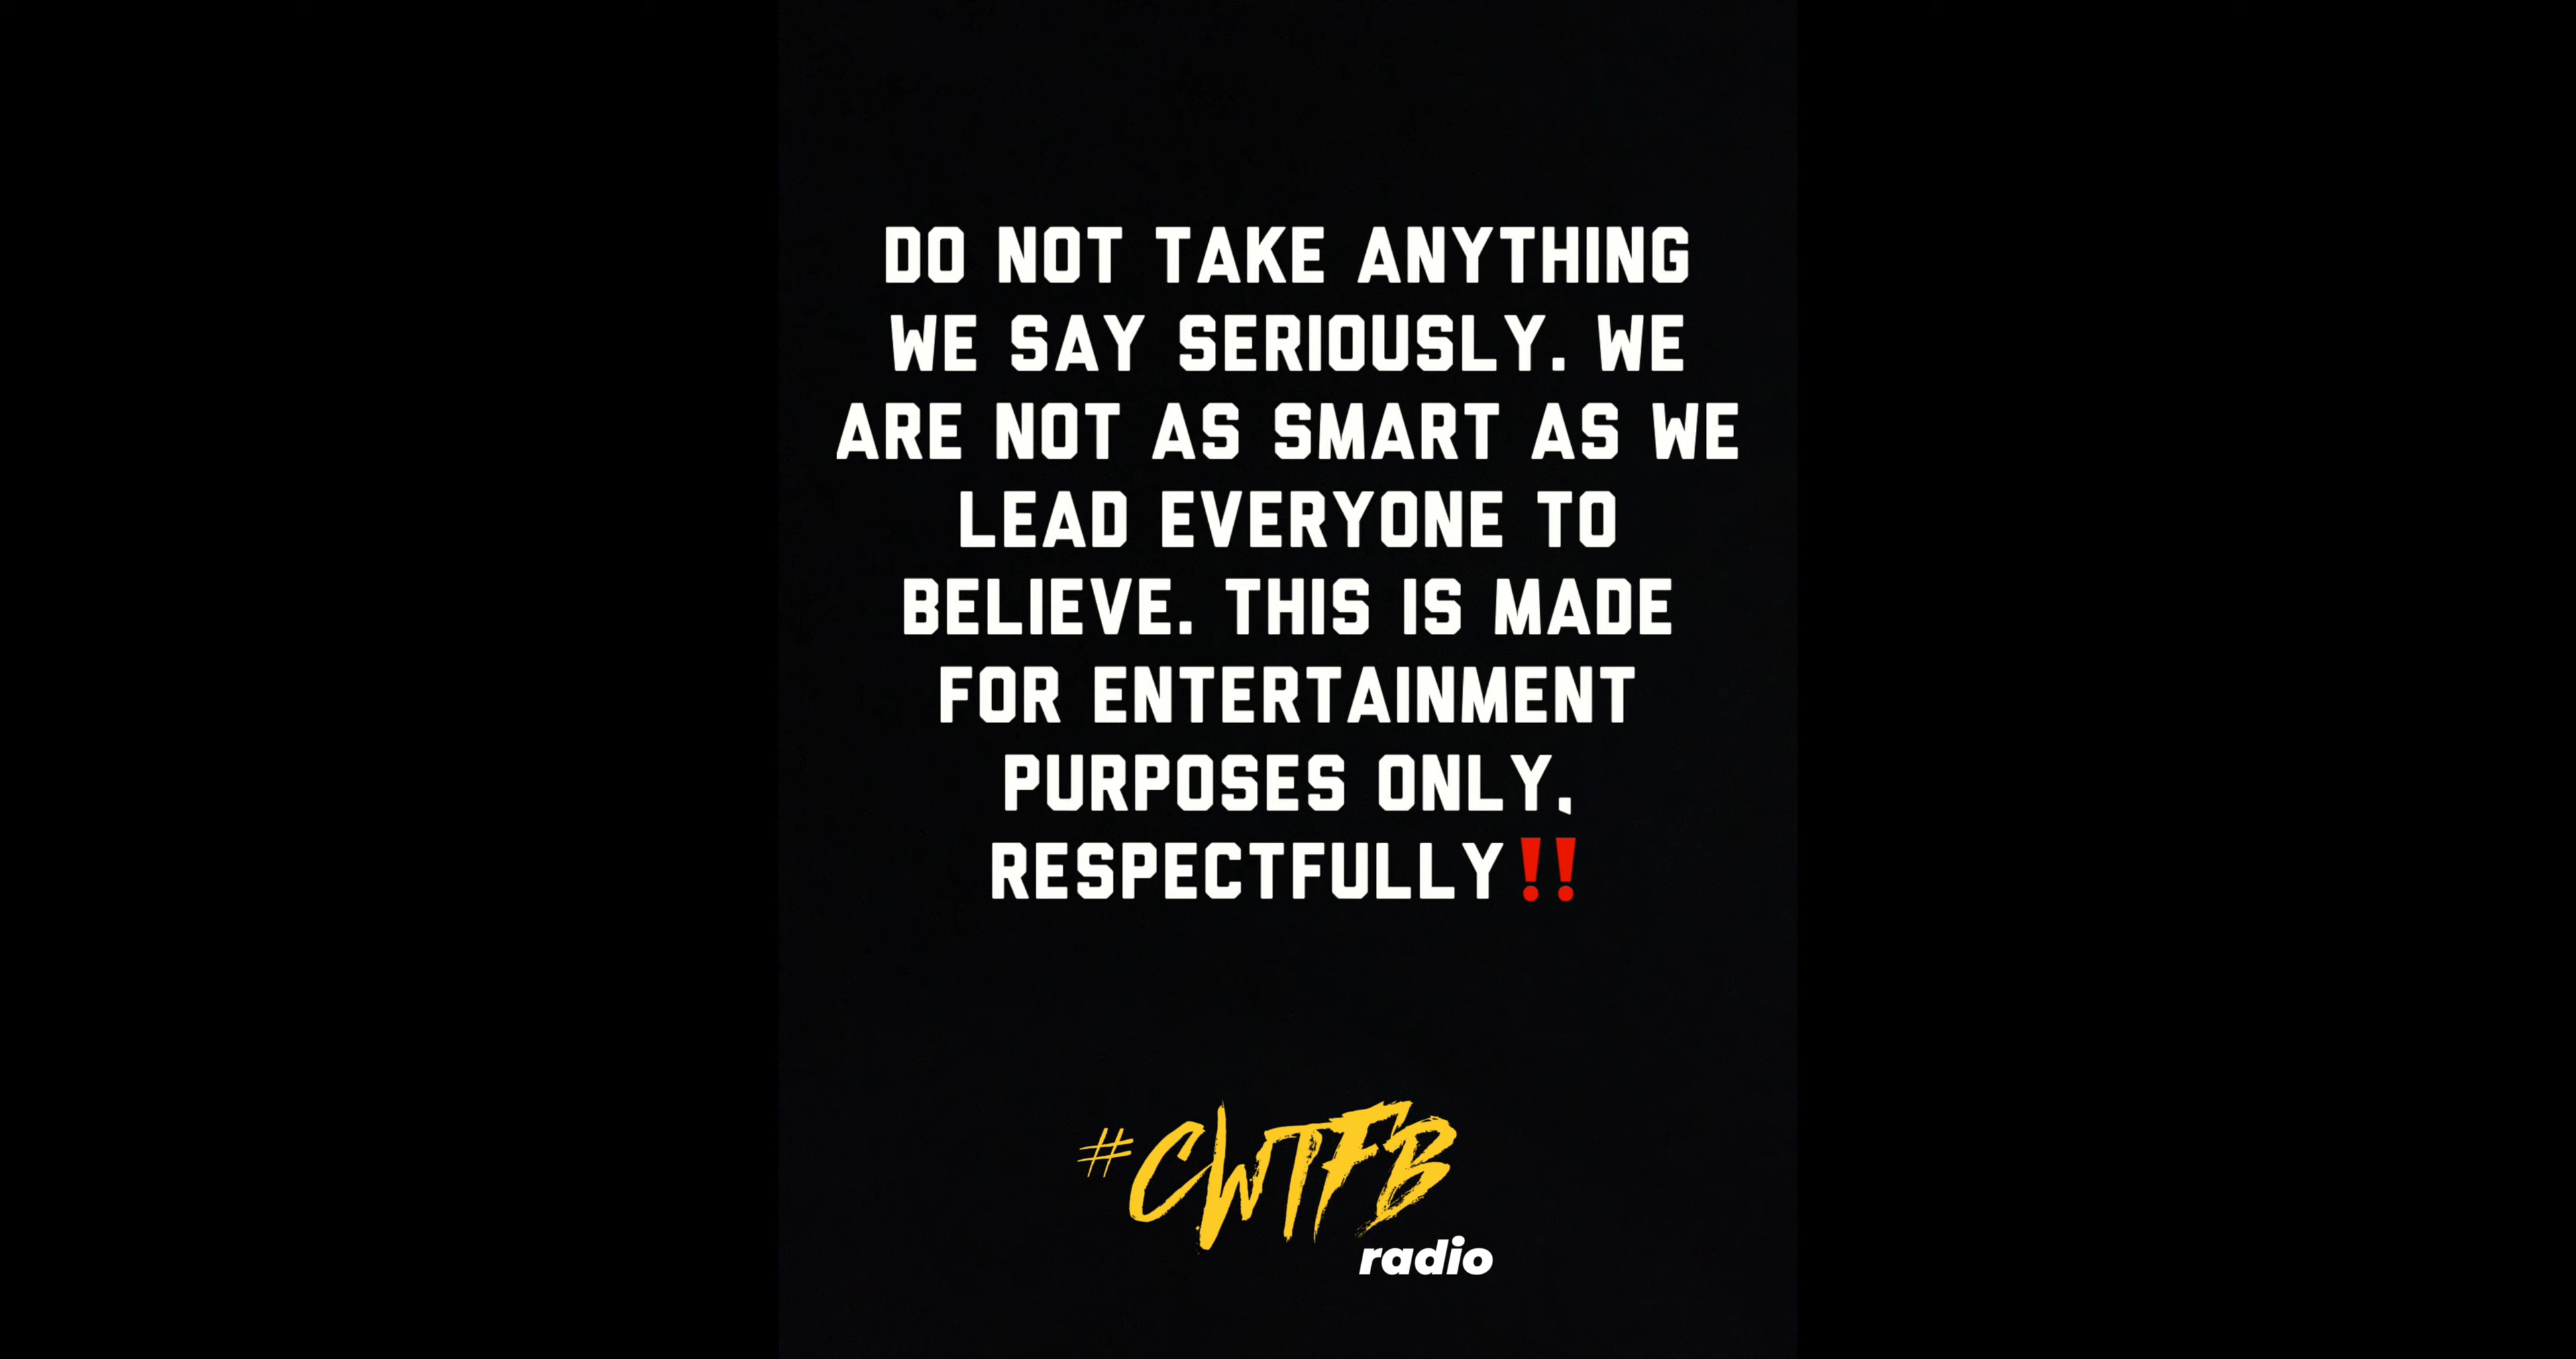 DO NOT TAKE ANYTHING
WE SAY SERIOUSLY. WE
ARE NOT AS SMART AS WE
LEAD EVERYONE TO
BELIEVE. THIS IS MADE
FOR ENTERTAINMENT
PURPOSES ONLY,
RESPECTFULLY‼️
#CWTFB
radio